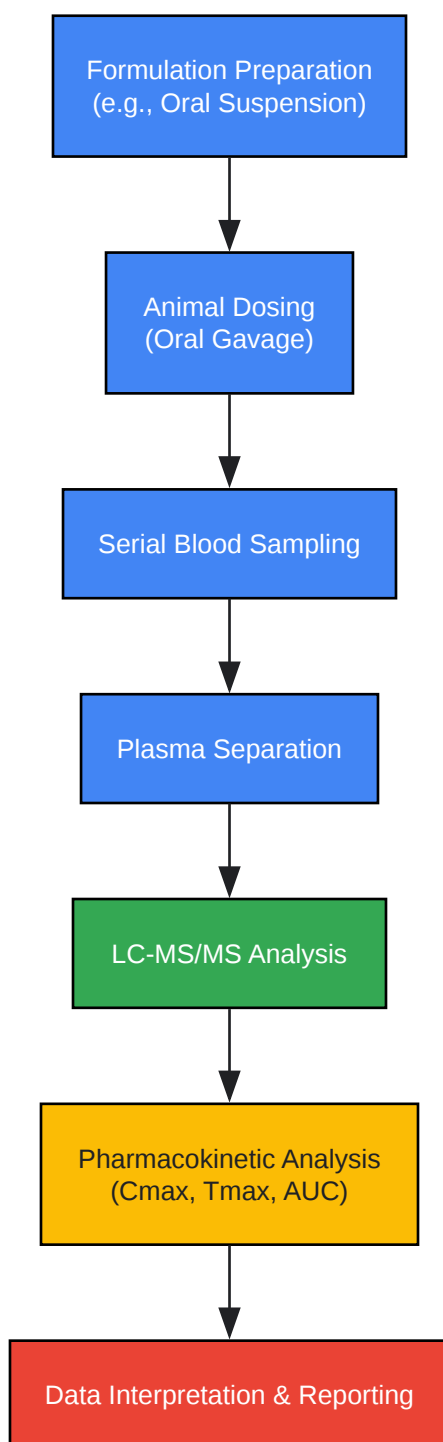 Formulation Preparation
(e.g., Oral Suspension)
Animal Dosing
(Oral Gavage)
Serial Blood Sampling
Plasma Separation
LC-MS/MS Analysis
Pharmacokinetic Analysis
(Cmax, Tmax, AUC)
Data Interpretation & Reporting